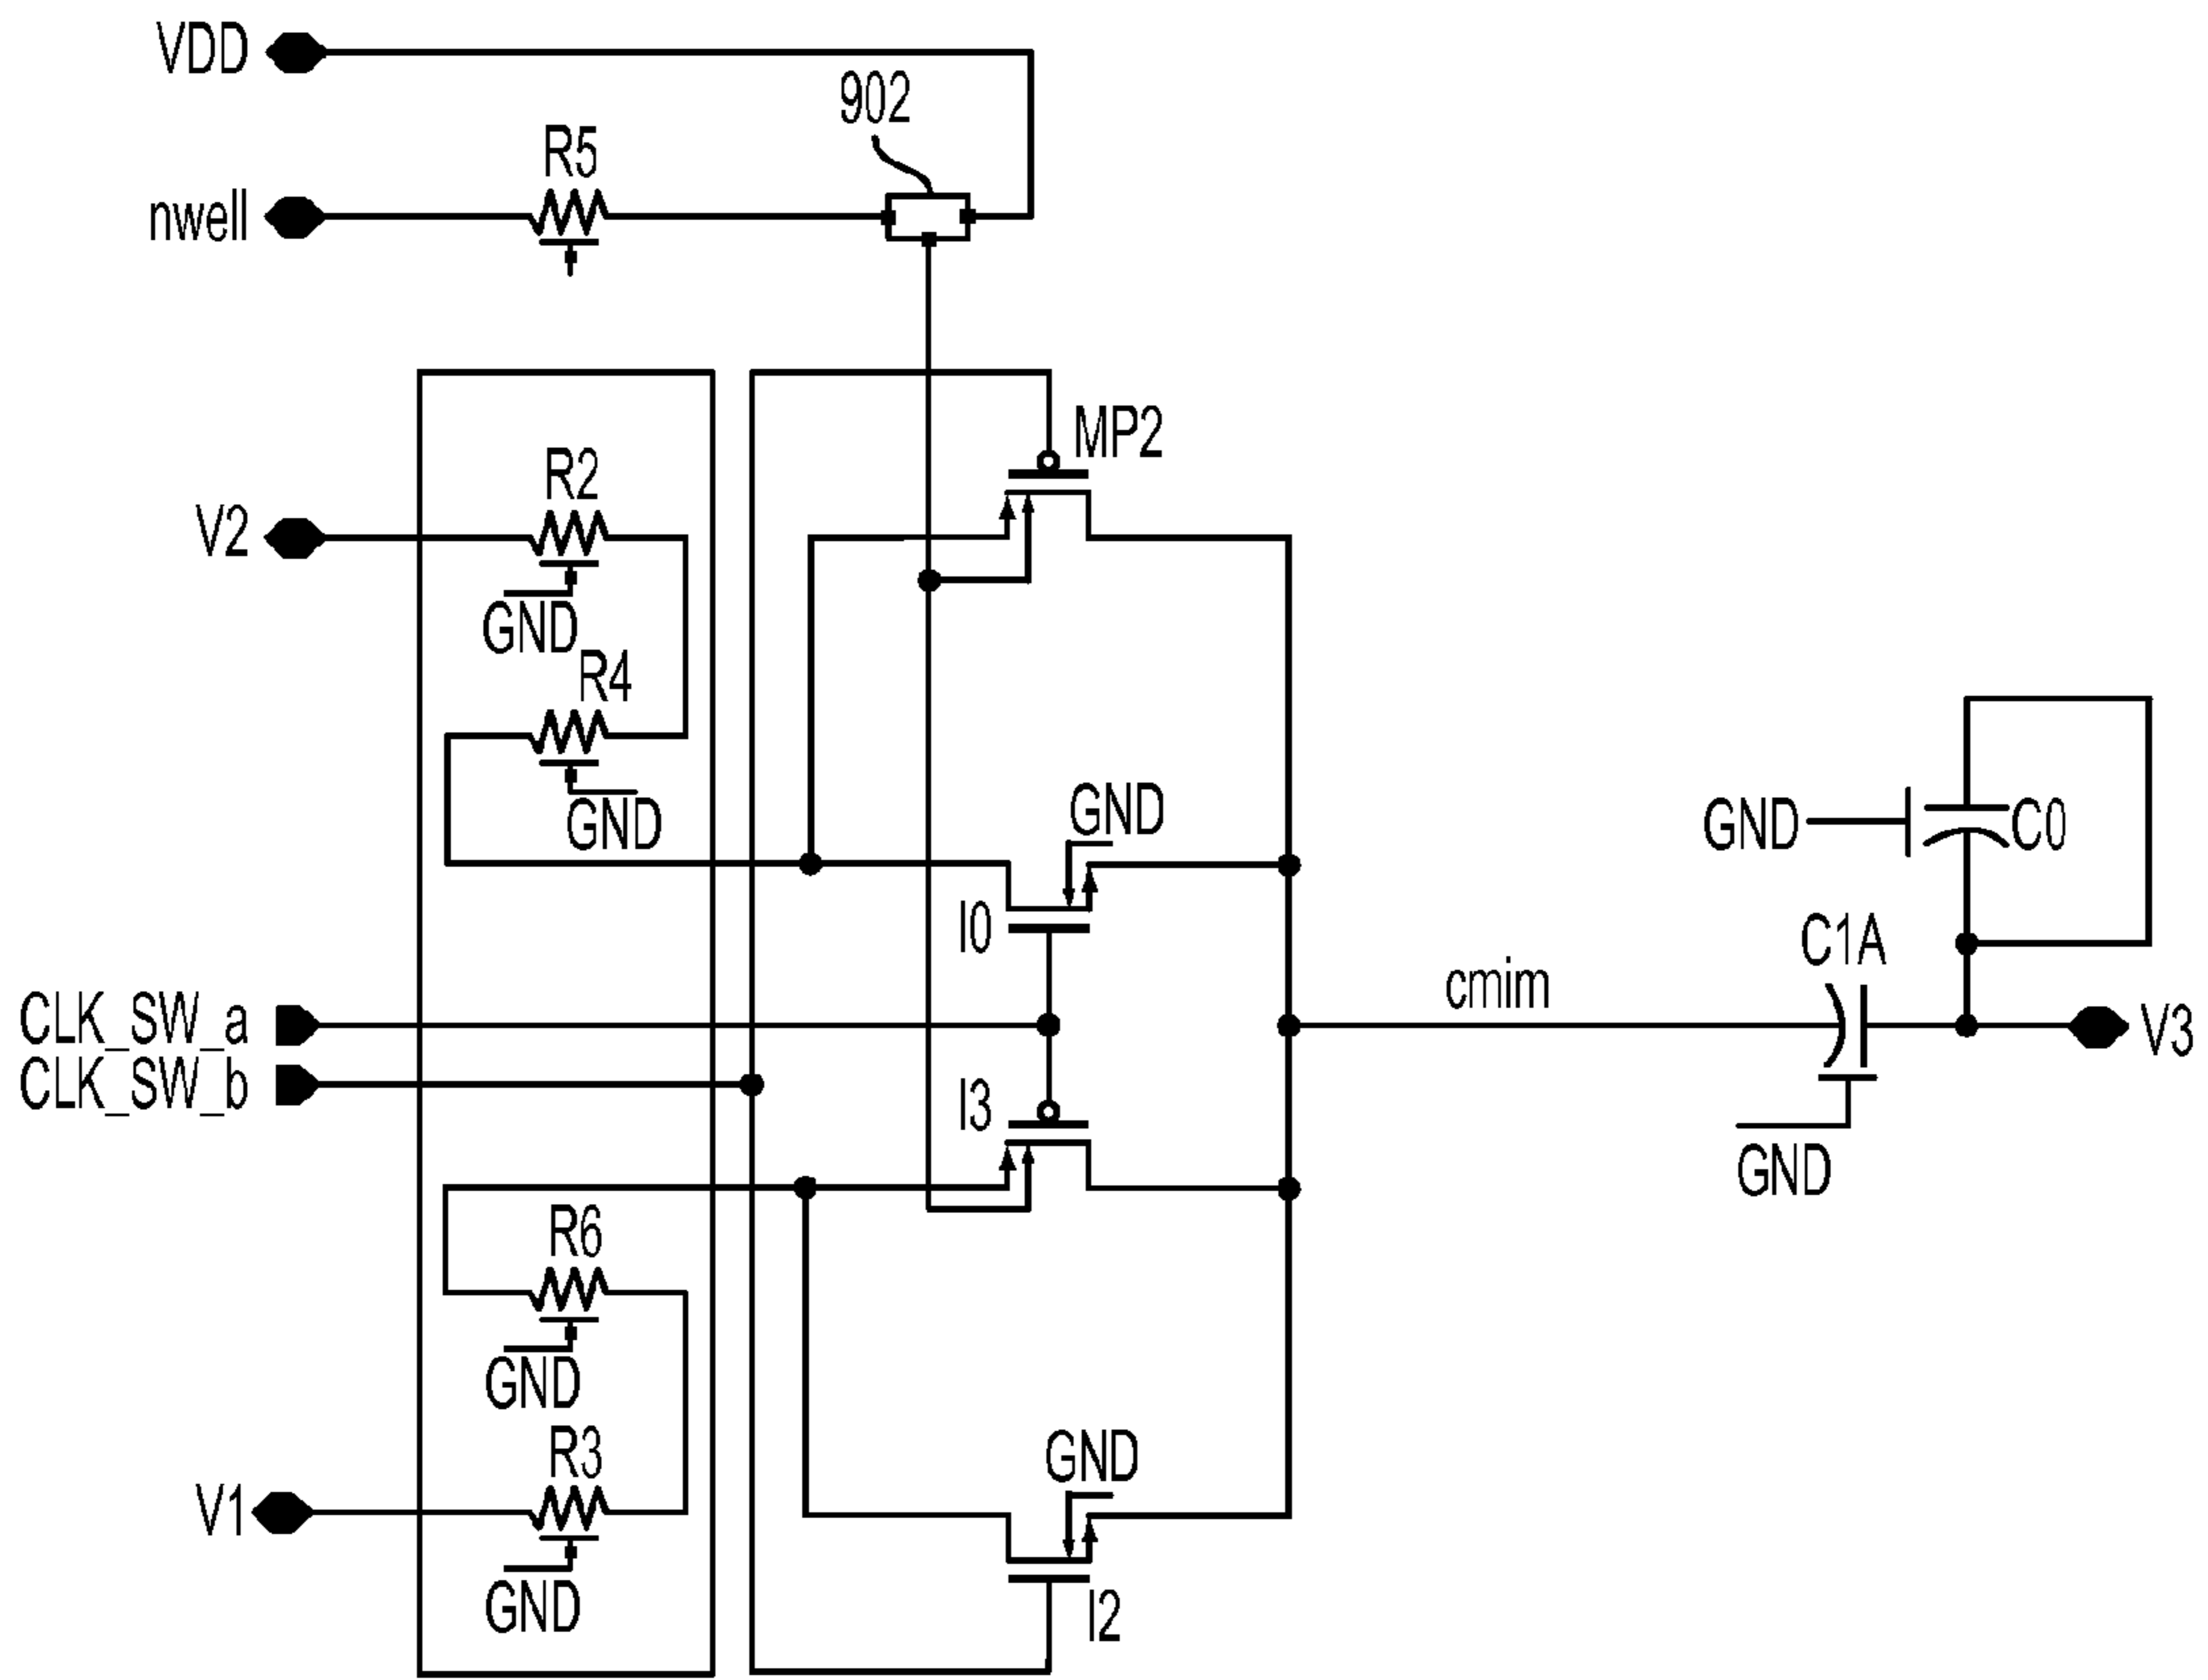 VDD
902
R5
nwell
MP2
R2
V2
GND
R4
GND
GND
GND
C0
I0
C1A
cmim
CLK_SW_a
V3
CLK_SW_b
I3
GND
R6
GND
R3
GND
V1
GND
I2